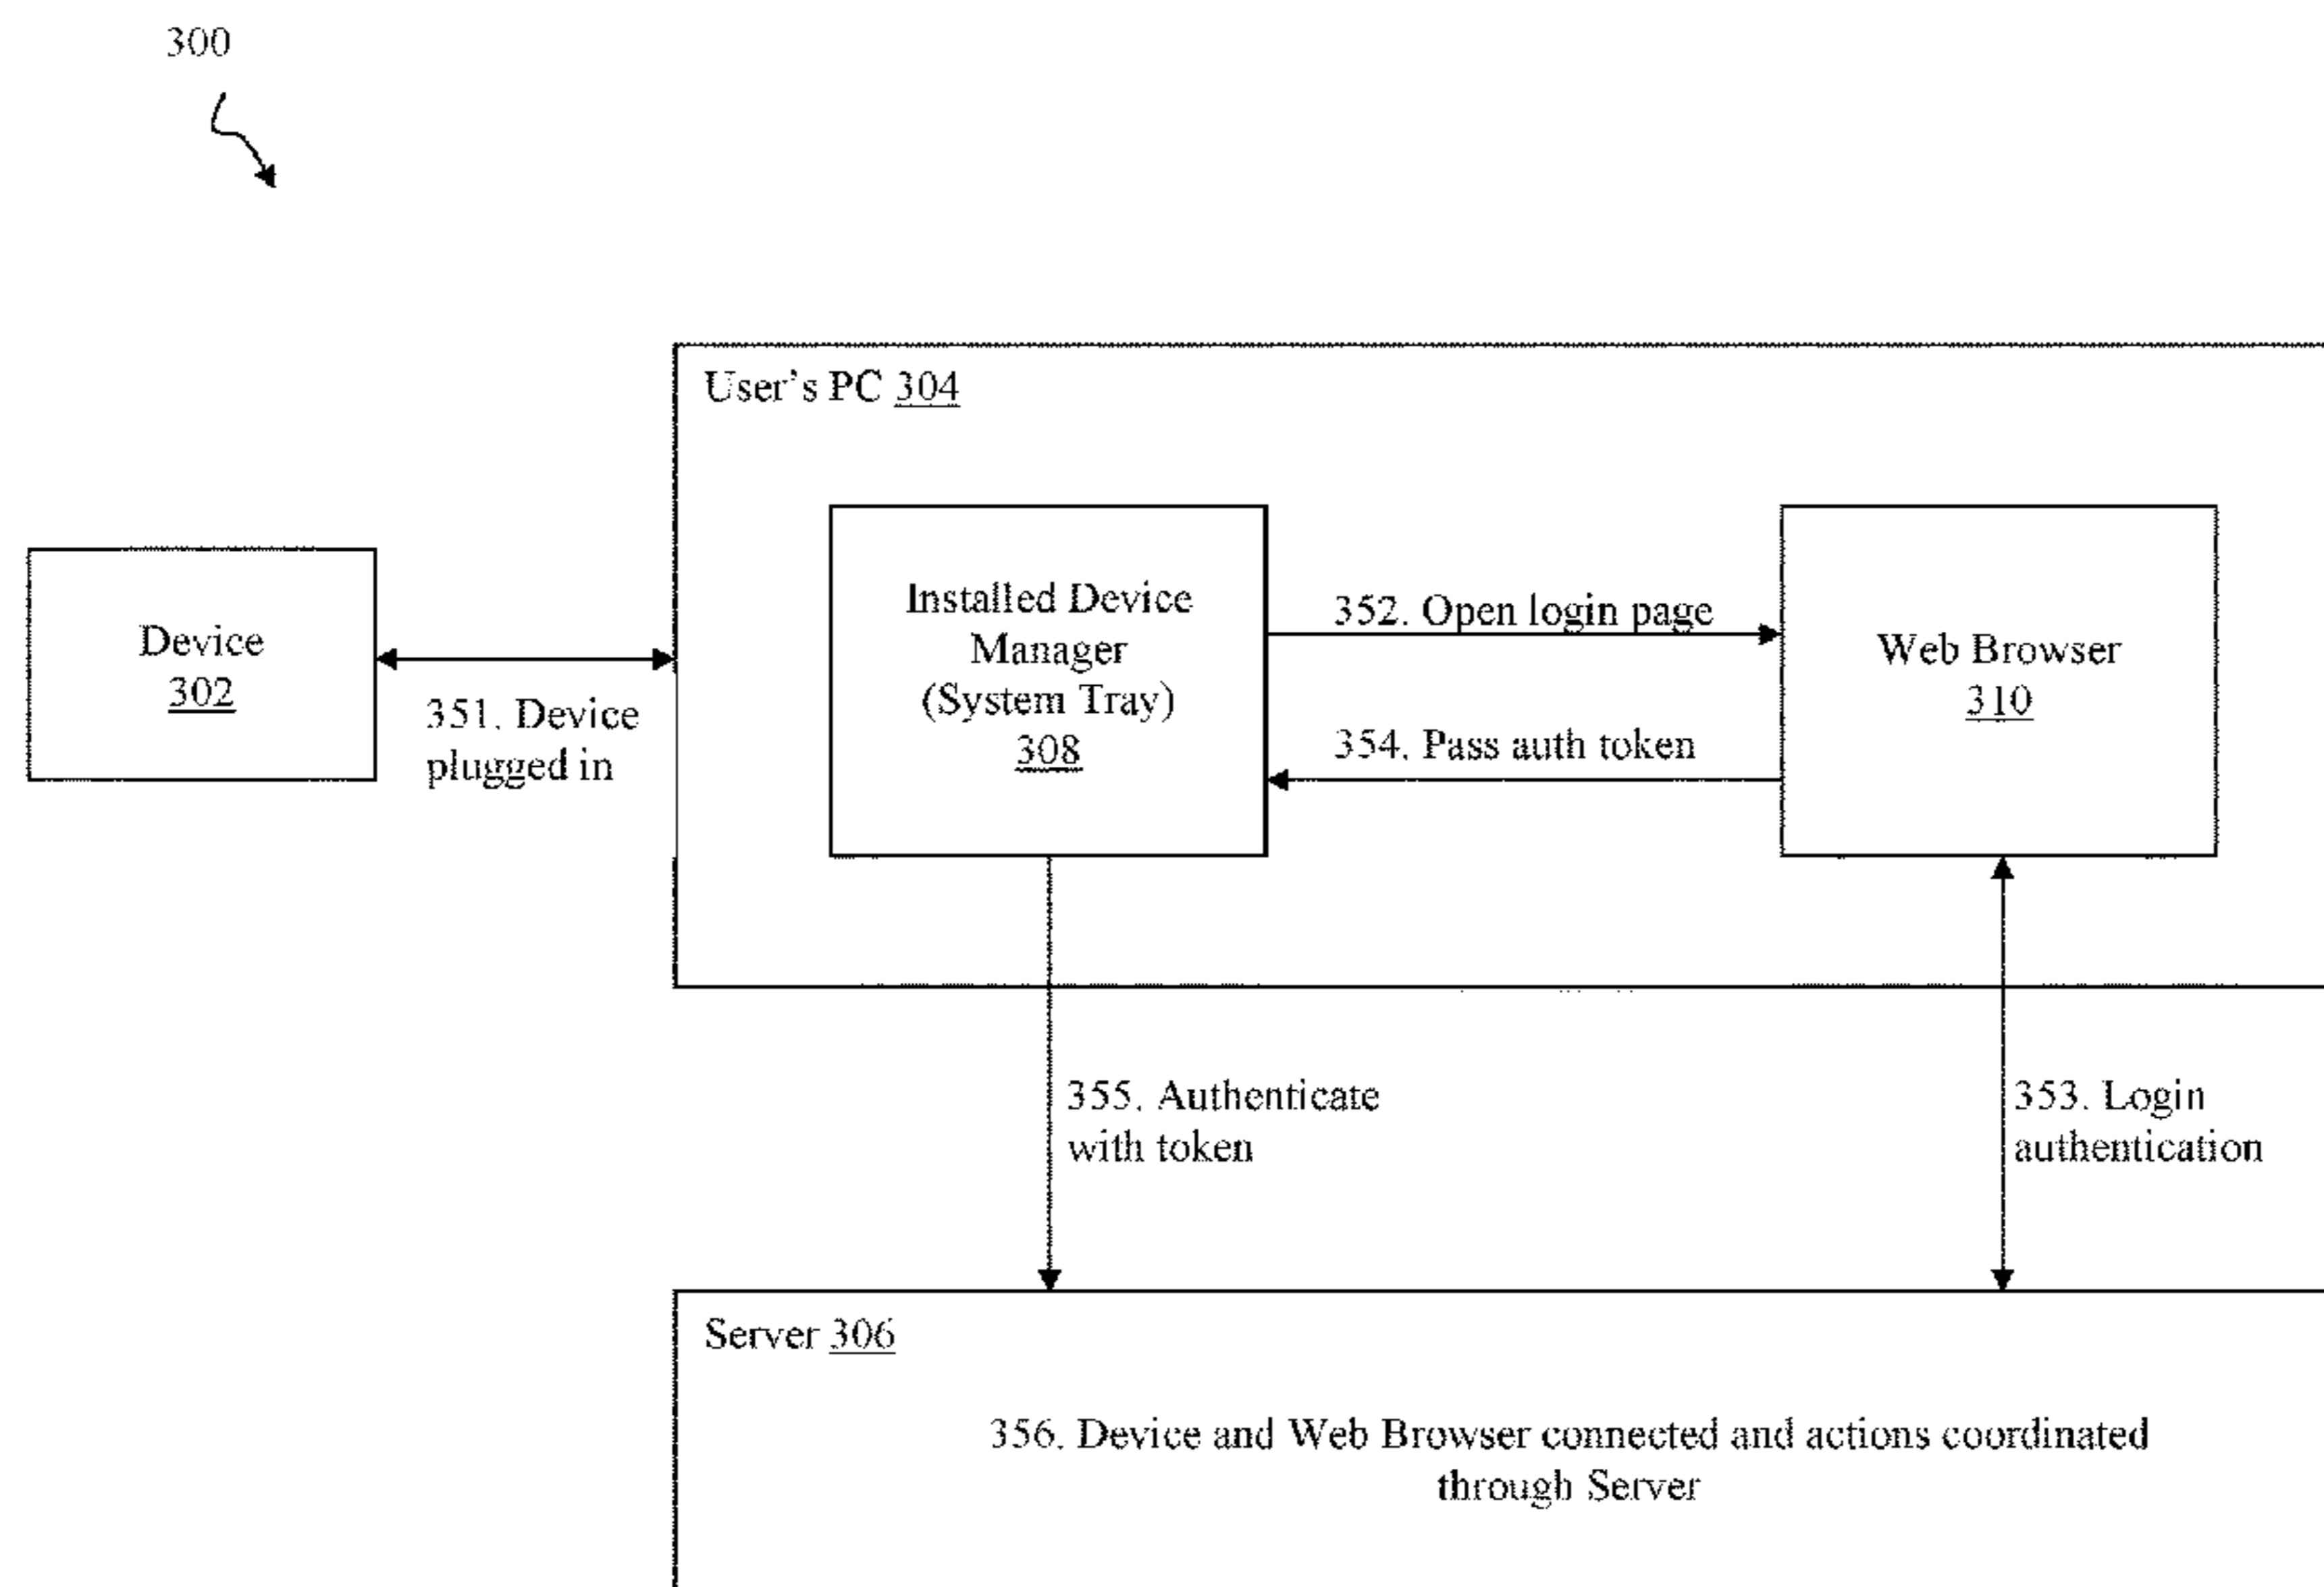 300
User's PC 304
Device
302
351. Device
plugged in
Installed Device
Manager
(System Tray)
308
352. Open login page
354. Pass auth token
Web Browser
310
355. Authenticate
with token
353. Login
authentication
Server 306
356. Device and Web Browser connected and actions coordinated
through Server